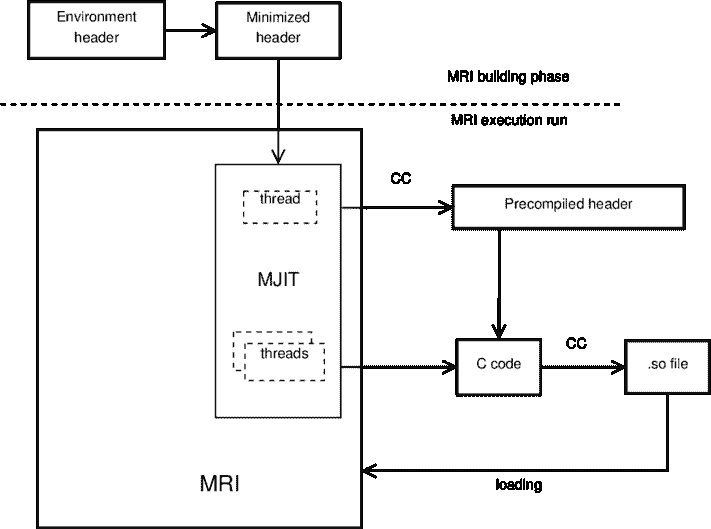 Environment
header
Minimized
header
MRI building phase
MRI execution run
thread
CC
Precompiled header
MJIT
threads
C code
CC
.so file
MRI
loading